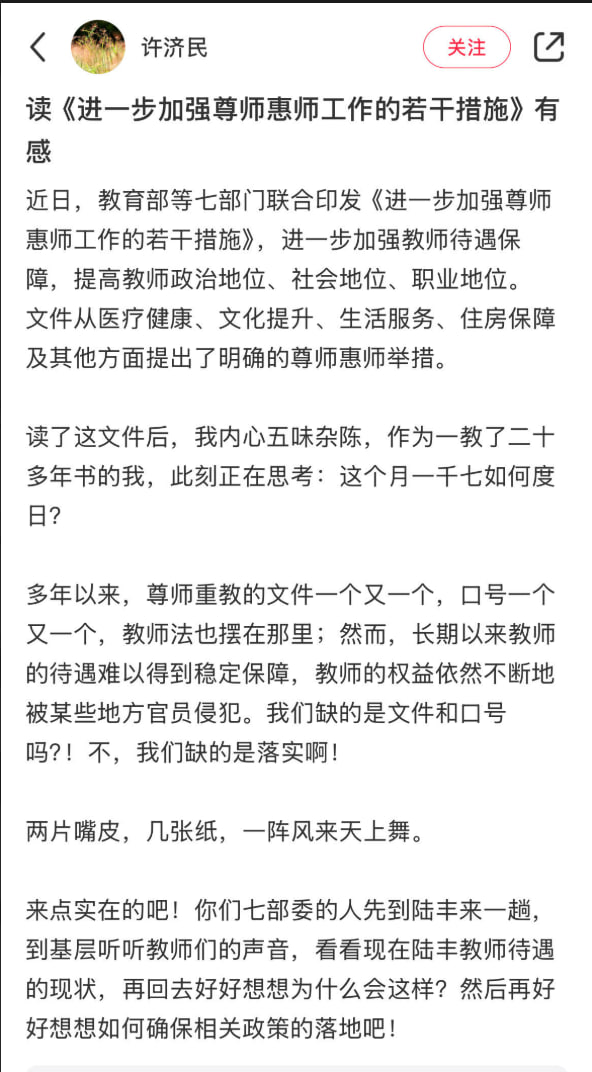 许济民
关注
读《进一步加强尊师惠师工作的若干措施》有
感
近日，教育部等七部门联合印发《进一步加强尊师
惠师工作的若干措施》，进一步加强教师待遇保
障，提高教师政治地位、社会地位、职业地位。
文件从医疗健康、文化提升、生活服务、住房保障
及其他方面提出了明确的尊师惠师举措。
读了这文件后，我内心五味杂陈，作为一教了二十
多年书的我，此刻正在思考：这个月一千七如何度
日？
多年以来，尊师重教的文件一个又一个，口号一个
又一个，教师法也摆在那里；然而，长期以来教师
的待遇难以得到稳定保障，教师的权益依然不断地
被某些地方官员侵犯。我们缺的是文件和口号
吗？！不，我们缺的是落实啊！
两片嘴皮，几张纸，一阵风来天上舞。
来点实在的吧！你们七部委的人先到陆丰来一趟，
到基层听听教师们的声音，看看现在陆丰教师待遇
的现状，再回去好好想想为什么会这样？然后再好
好想想如何确保相关政策的落地吧！